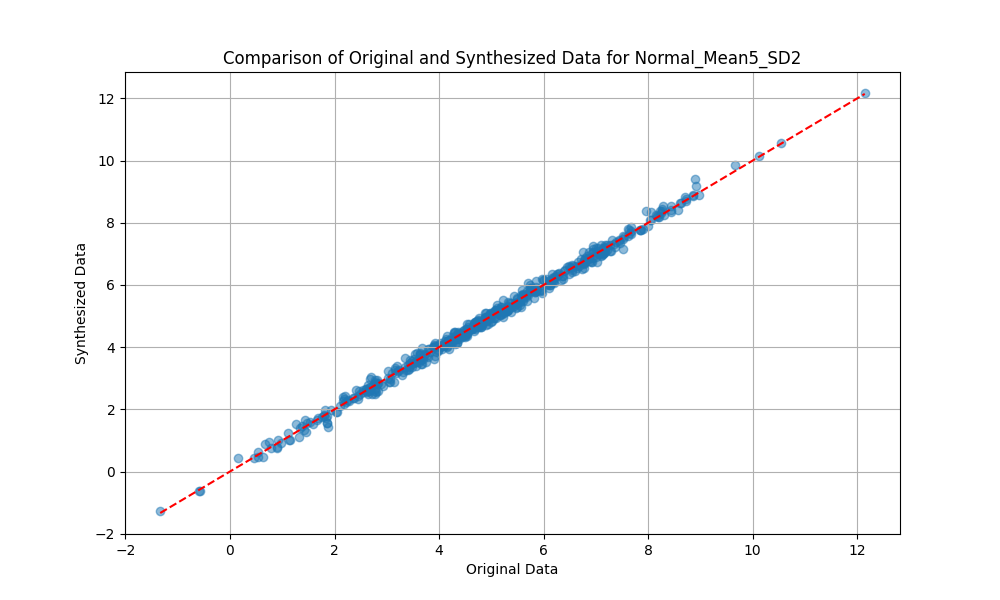 Comparison of Original and Synthesized Data for Normal_Mean5_SD2
12
10
8
6
4
2
0
−2
Synthesized Data
−2 0 2 4 6 8 10 12
Original Data